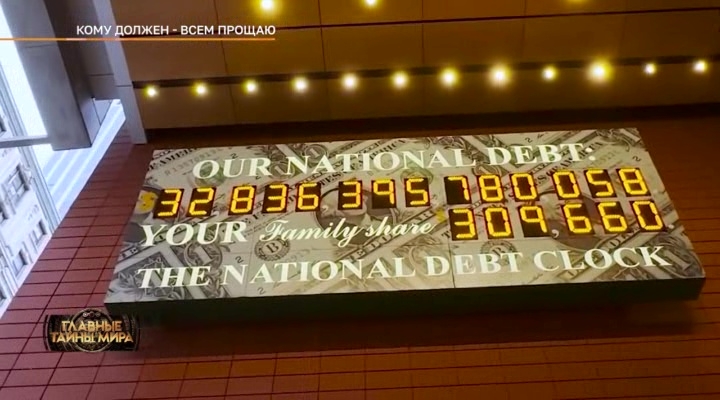 КОМУ ДОЛЖЕН - ВСЕМ ПРОЩАЮ
OUR NATIONAL DEBT:
$32 836 395 780 058
YOUR Family share $309,660
THE NATIONAL DEBT CLOCK
ГЛАВНЫЕ
ТАЙНЫ МИРА